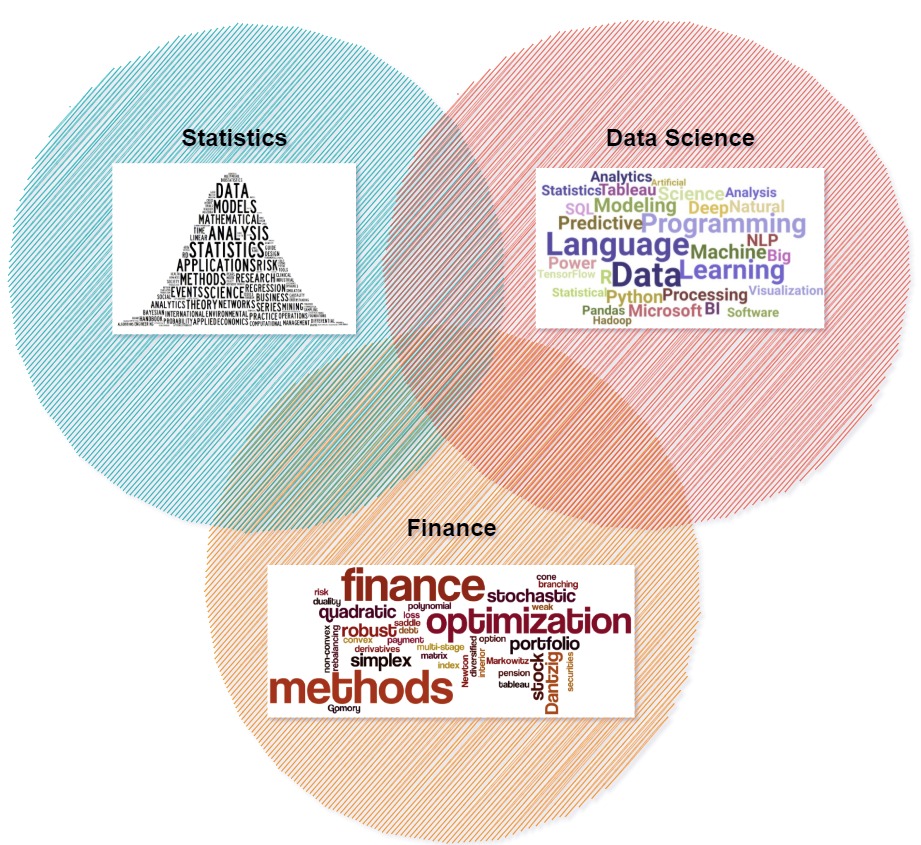 Statistics
DATA
MODELS
MATHEMATICAL
TIME ANALYSIS
LINEAR
STATISTICS
GUIDE
DESIGN
APPLICATIONS RISK
METHODS RESEARCH
REGRESSION
EVENTS SCIENCE BUSINESS
SOCIAL
ANALYTICS THEORY NETWORKS SERIES MINING
BAYESIAN INTERNATIONAL ENVIRONMENTAL PRACTICE OPERATIONS
HANDBOOK PROBABILITY APPLIED ECONOMICS COMPUTATIONAL MANAGEMENT
Data Science
Analytics Artificial
Statistics Tableau Science Analysis
SQL Modeling Deep Natural
Predictive Programming
Language Machine NLP Big
Power Data Learning
TensorFlow R
Statistical Python Processing Visualization
Pandas Microsoft BI Software
Hadoop
Finance
risk finance stochastic cone branching
duality quadratic polynomial weak
loss optimization
robust saddle debt
convex payment option portfolio
non-convex rebalancing derivatives multi-stage
simplex matrix index Newton diversified interior Markowitz stock Dantzig securities
pension
methods tableau
Gomory